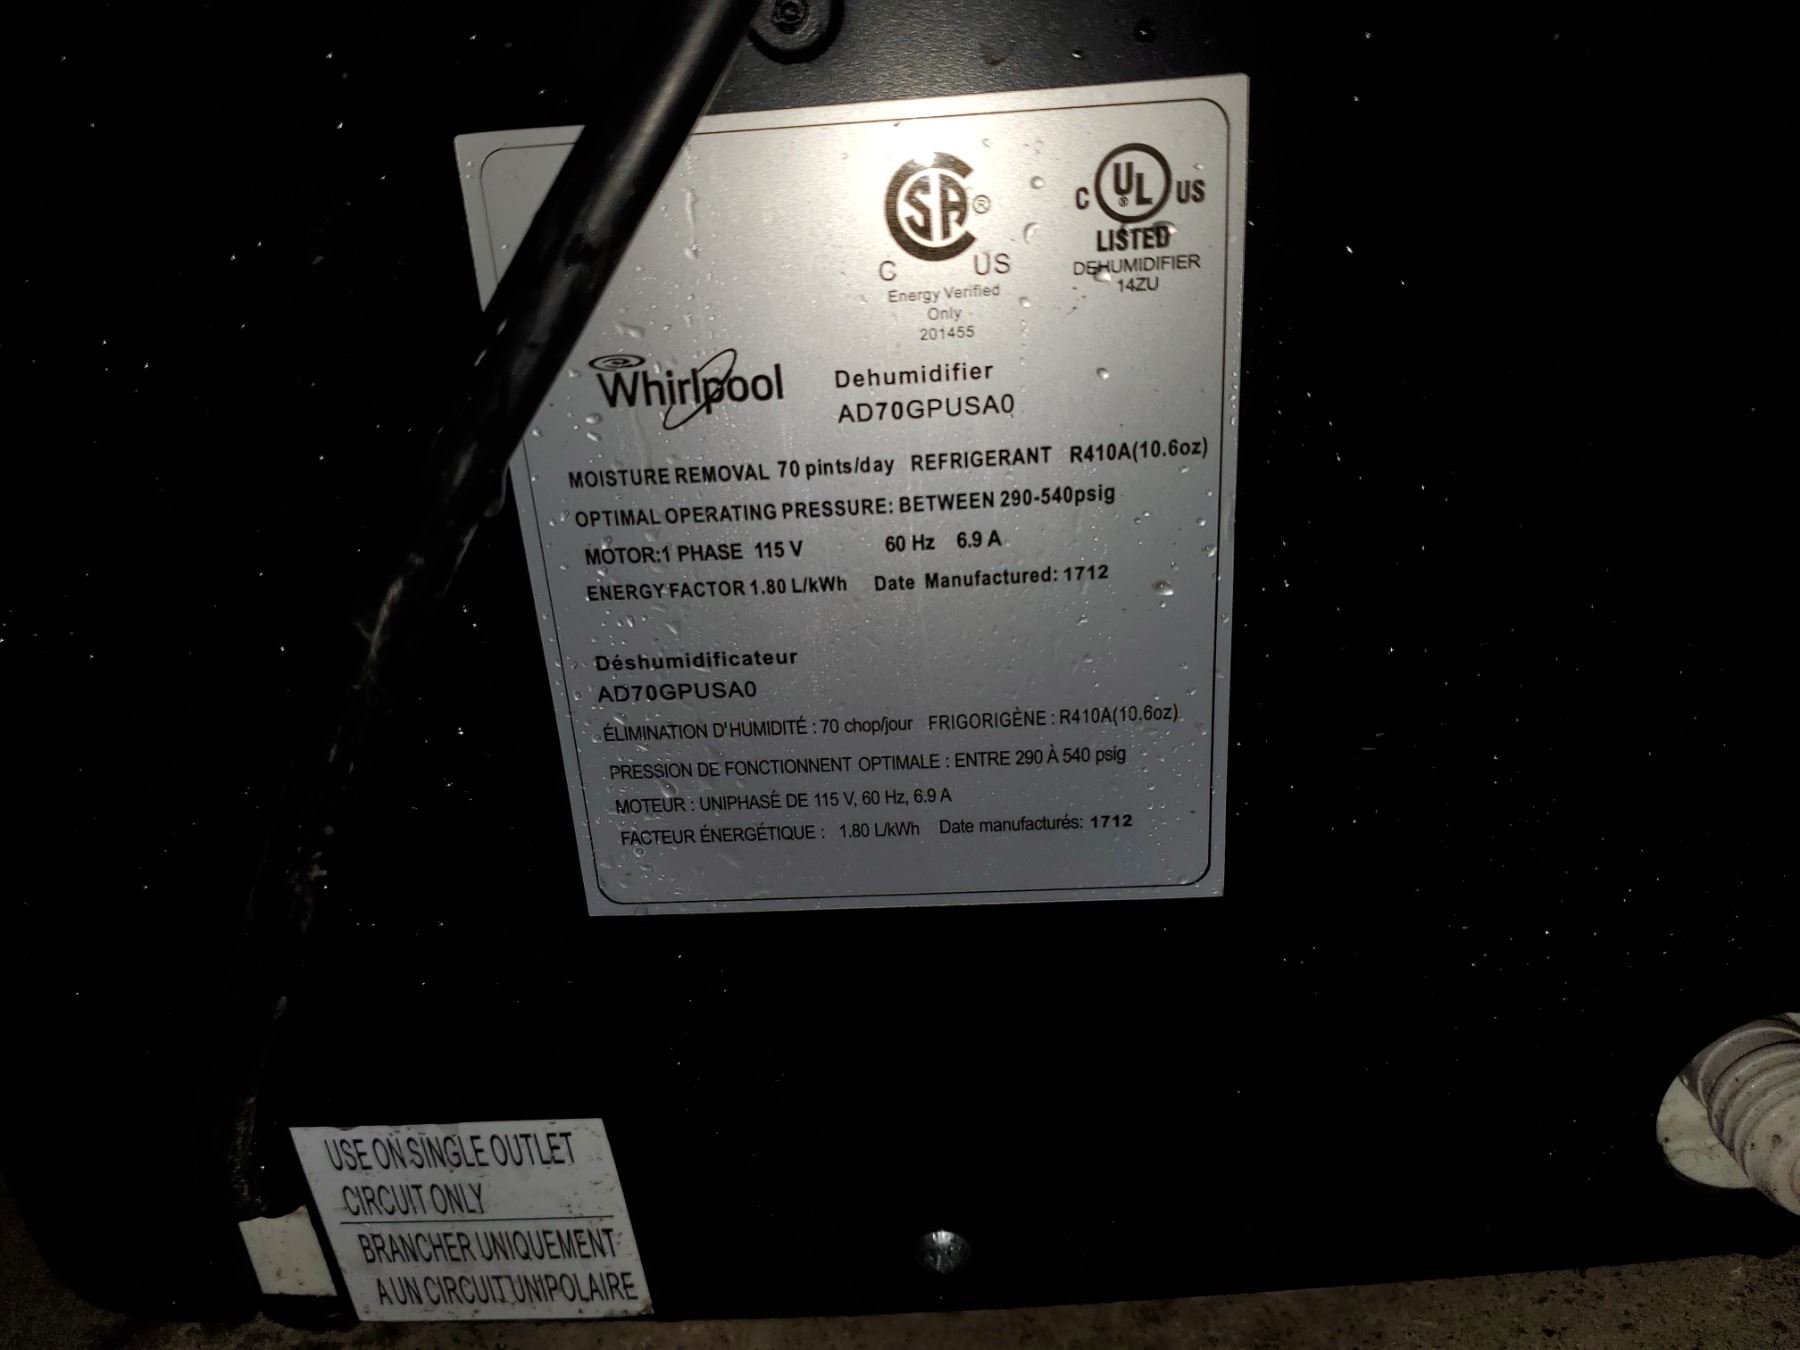 CSA®
C US
Energy Verified
Only
201455
C UL® US
LISTED
DEHUMIDIFIER
14ZU
Whirlpool
Dehumidifier
AD70GPUSA0
MOISTURE REMOVAL 70 pints/day REFRIGERANT R410A(10.6oz)
OPTIMAL OPERATING PRESSURE: BETWEEN 290-540psig
MOTOR:1 PHASE 115 V 60 Hz 6.9 A
ENERGY FACTOR 1.80 L/kWh Date Manufactured: 1712
Déshumidificateur
AD70GPUSA0
ÉLIMINATION D'HUMIDITÉ : 70 chop/jour FRIGORIGÈNE : R410A(10.6oz)
PRESSION DE FONCTIONNENT OPTIMALE : ENTRE 290 À 540 psig
MOTEUR : UNIPHASÉ DE 115 V, 60 Hz, 6.9 A
FACTEUR ÉNERGÉTIQUE : 1.80 L/kWh Date manufacturés: 1712
USE ON SINGLE OUTLET
CIRCUIT ONLY
BRANCHER UNIQUEMENT
A UN CIRCUIT UNIPOLAIRE